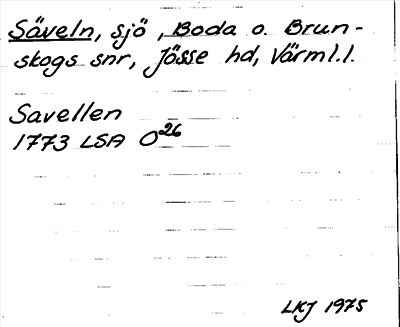 Säveln, sjö, Boda o. Brun-
skogs snr, Jösse hd, Värml.l.
Savellen
1773 LSA O26
LKJ 1975